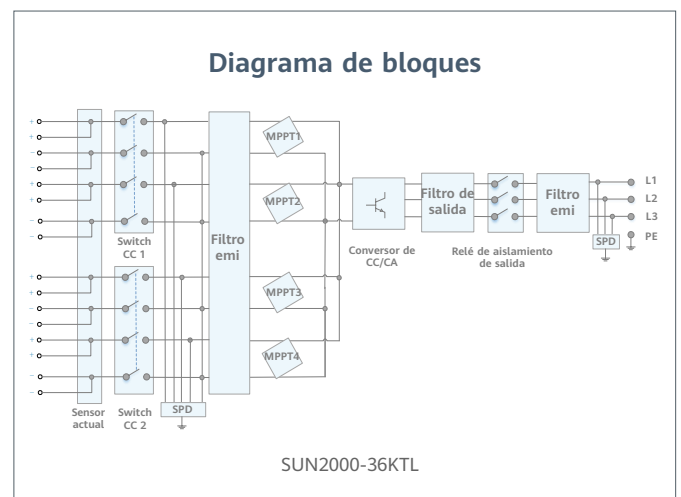 Diagrama de bloques
+
+
−
−
+
+
−
−
+
+
−
−
+
+
−
−
Sensor
actual
Switch
CC 1
Switch
CC 2
SPD
Filtro
emi
MPPT1
MPPT2
MPPT3
MPPT4
Conversor de
CC/CA
Filtro de
salida
Relé de aislamiento
de salida
Filtro
emi
SPD
L1
L2
L3
PE
SUN2000-36KTL